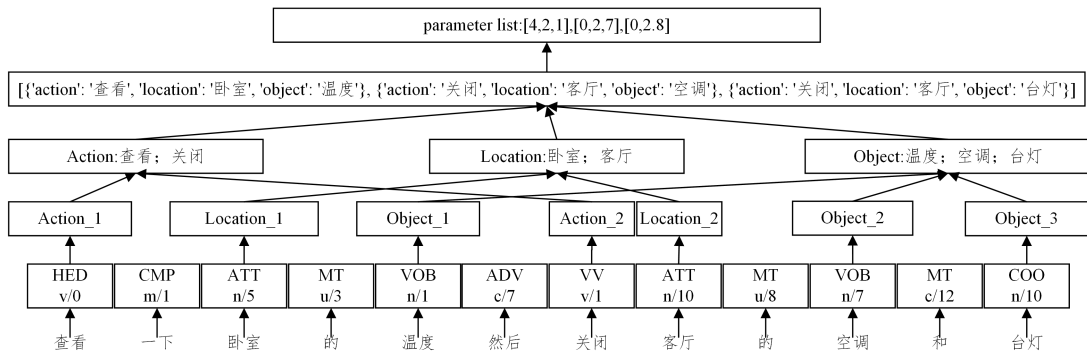 parameter list:[4,2,1],[0,2,7],[0,2.8]
[{'action': '查看', 'location': '卧室', 'object': '温度'}, {'action': '关闭', 'location': '客厅', 'object': '空调'}, {'action': '关闭', 'location': '客厅', 'object': '台灯'}]
Action:查看；关闭 Location:卧室；客厅 Object:温度；空调；台灯
Action_1 Location_1 Object_1 Action_2 Location_2 Object_2 Object_3
HED CMP ATT MT VOB ADV VV ATT MT VOB MT COO
v/0 m/1 n/5 u/3 n/1 c/7 v/1 n/10 u/8 n/7 c/12 n/10
查看 一下 卧室 的 温度 然后 关闭 客厅 的 空调 和 台灯